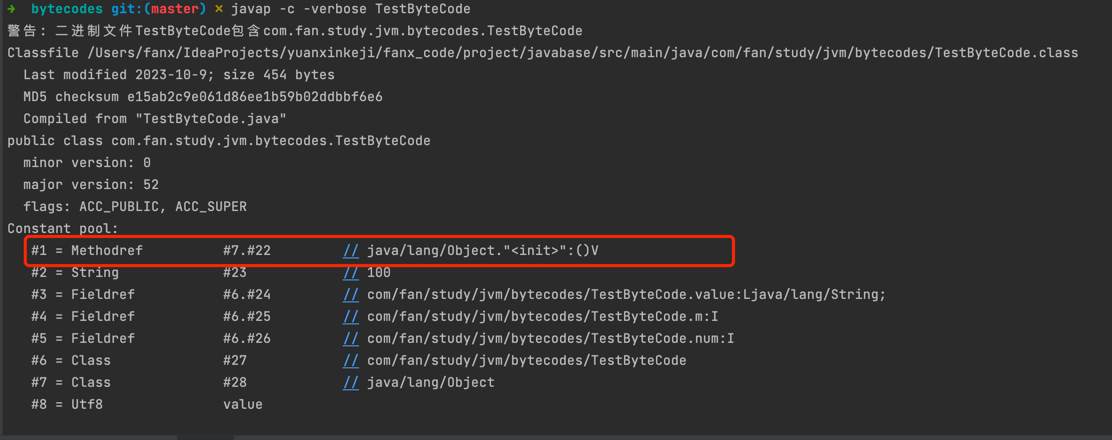 ➜  bytecodes git:(master) ✗ javap -c -verbose TestByteCode
警告: 二进制文件TestByteCode包含com.fan.study.jvm.bytecodes.TestByteCode
Classfile /Users/fanx/IdeaProjects/yuanxinkeji/fanx_code/project/javabase/src/main/java/com/fan/study/jvm/bytecodes/TestByteCode.class
  Last modified 2023-10-9; size 454 bytes
  MD5 checksum e15ab2c9e061d86ee1b59b02ddbbf6e6
  Compiled from "TestByteCode.java"
public class com.fan.study.jvm.bytecodes.TestByteCode
  minor version: 0
  major version: 52
  flags: ACC_PUBLIC, ACC_SUPER
Constant pool:
   #1 = Methodref          #7.#22         // java/lang/Object."<init>":()V
   #2 = String             #23            // 100
   #3 = Fieldref           #6.#24         // com/fan/study/jvm/bytecodes/TestByteCode.value:Ljava/lang/String;
   #4 = Fieldref           #6.#25         // com/fan/study/jvm/bytecodes/TestByteCode.m:I
   #5 = Fieldref           #6.#26         // com/fan/study/jvm/bytecodes/TestByteCode.num:I
   #6 = Class              #27            // com/fan/study/jvm/bytecodes/TestByteCode
   #7 = Class              #28            // java/lang/Object
   #8 = Utf8               value